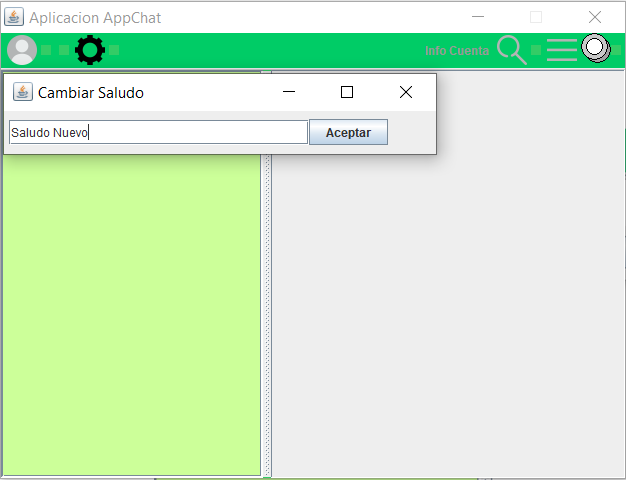 Aplicacion AppChat
Info Cuenta
Cambiar Saludo
Saludo Nuevo
Aceptar